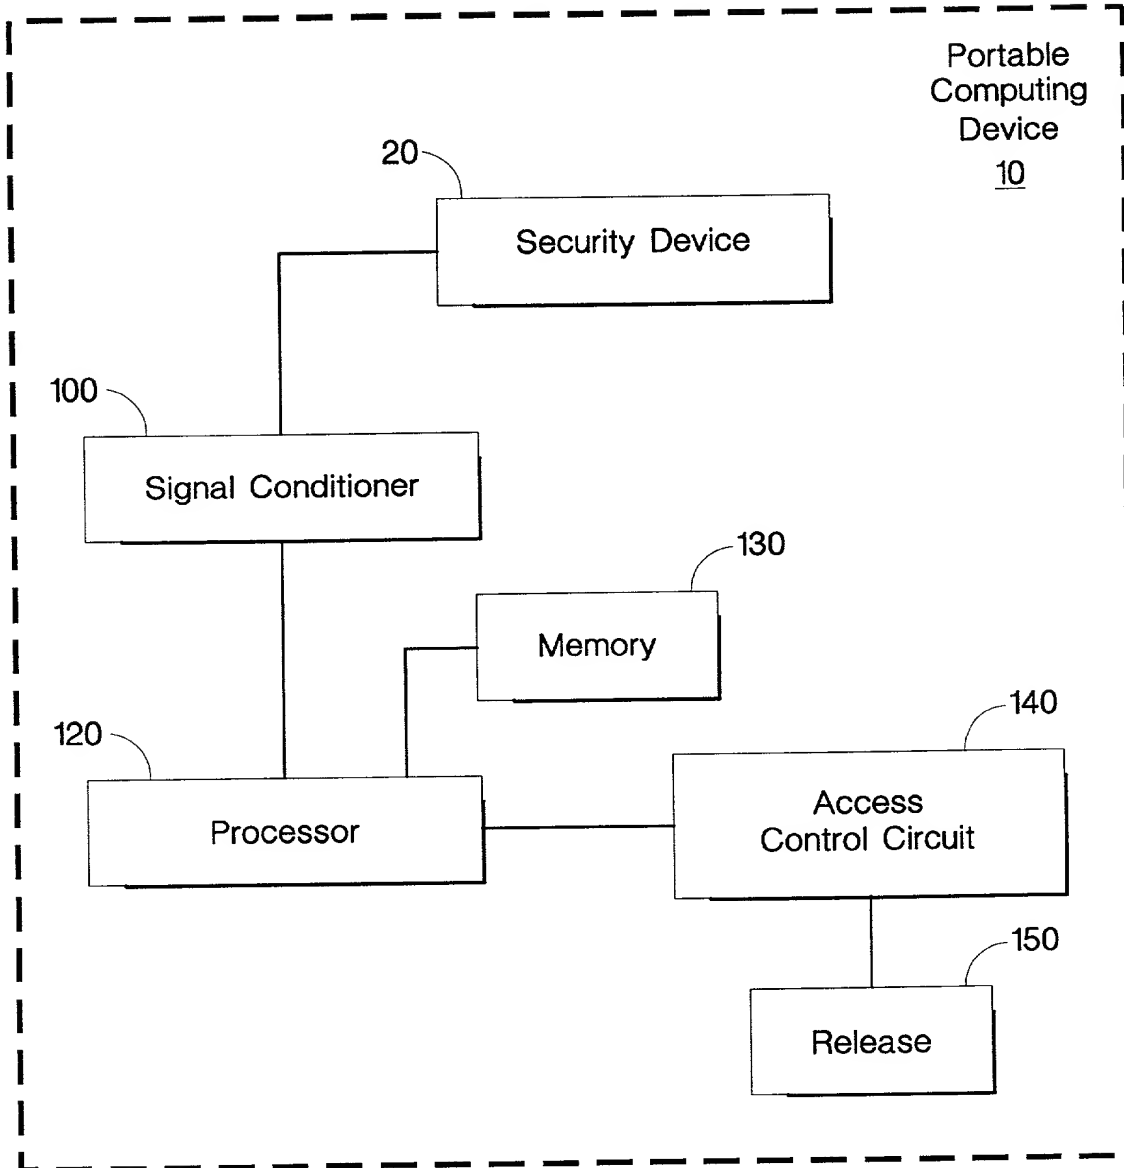 Portable
Computing
Device
10
20
Security Device
100
Signal Conditioner
130
Memory
120
Processor
140
Access
Control Circuit
150
Release